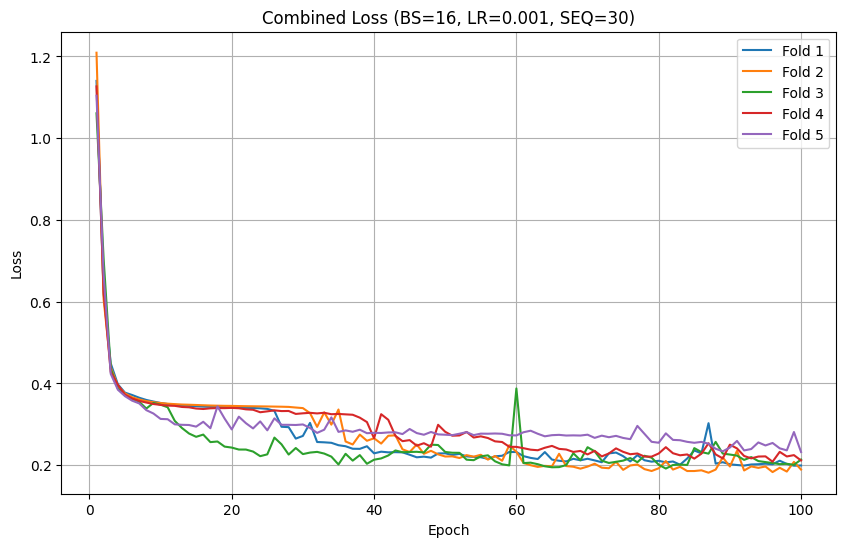 Combined Loss (BS=16, LR=0.001, SEQ=30)
Fold 1
Fold 2
Fold 3
Fold 4
Fold 5
1.2
1.0
0.8
0.6
0.4
0.2
Loss
0
20
40
60
80
100
Epoch